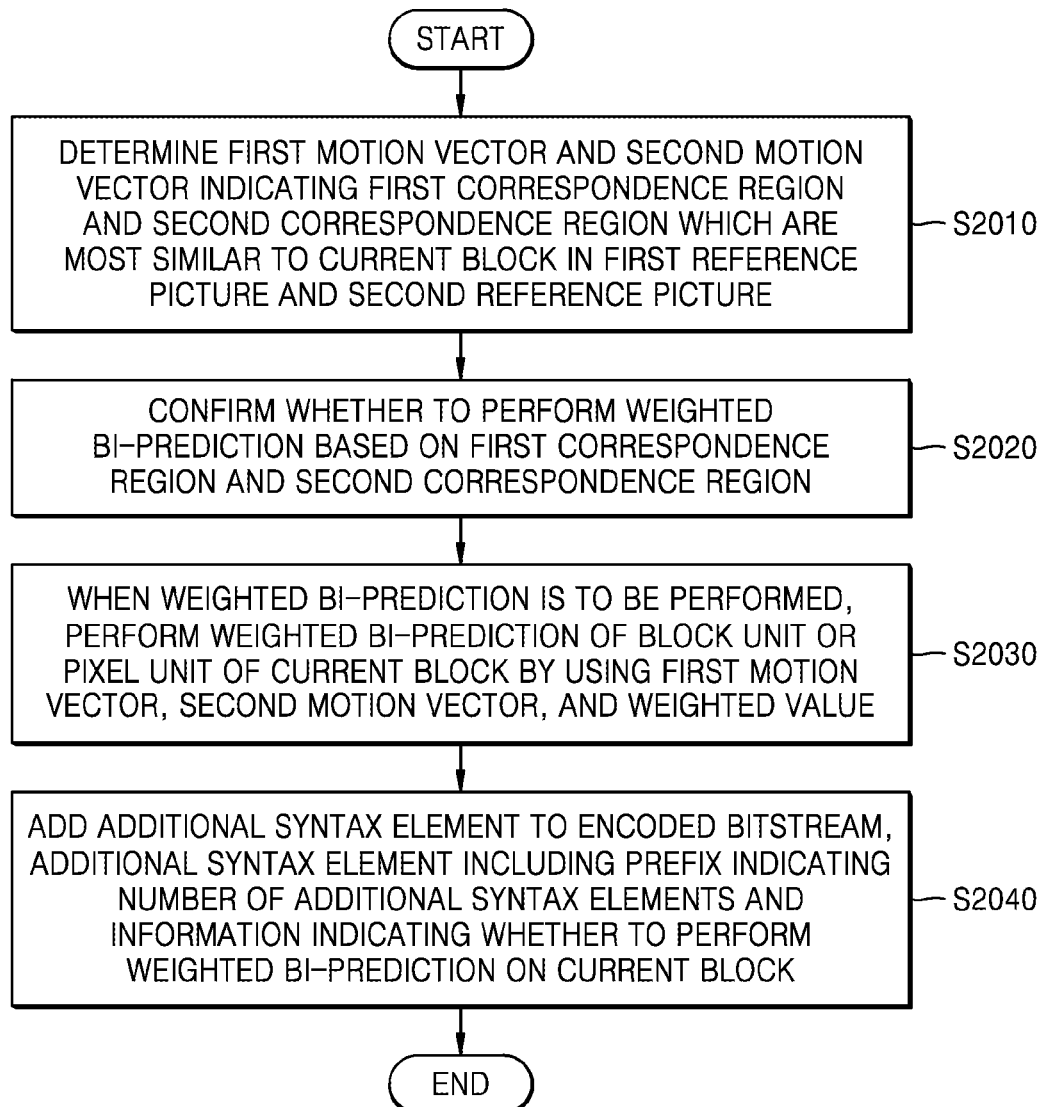 START
DETERMINE FIRST MOTION VECTOR AND SECOND MOTION
VECTOR INDICATING FIRST CORRESPONDENCE REGION
AND SECOND CORRESPONDENCE REGION WHICH ARE
MOST SIMILAR TO CURRENT BLOCK IN FIRST REFERENCE
PICTURE AND SECOND REFERENCE PICTURE
S2010
CONFIRM WHETHER TO PERFORM WEIGHTED
BI-PREDICTION BASED ON FIRST CORRESPONDENCE
REGION AND SECOND CORRESPONDENCE REGION
S2020
WHEN WEIGHTED BI-PREDICTION IS TO BE PERFORMED,
PERFORM WEIGHTED BI-PREDICTION OF BLOCK UNIT OR
PIXEL UNIT OF CURRENT BLOCK BY USING FIRST MOTION
VECTOR, SECOND MOTION VECTOR, AND WEIGHTED VALUE
S2030
ADD ADDITIONAL SYNTAX ELEMENT TO ENCODED BITSTREAM,
ADDITIONAL SYNTAX ELEMENT INCLUDING PREFIX INDICATING
NUMBER OF ADDITIONAL SYNTAX ELEMENTS AND
INFORMATION INDICATING WHETHER TO PERFORM
WEIGHTED BI-PREDICTION ON CURRENT BLOCK
S2040
END